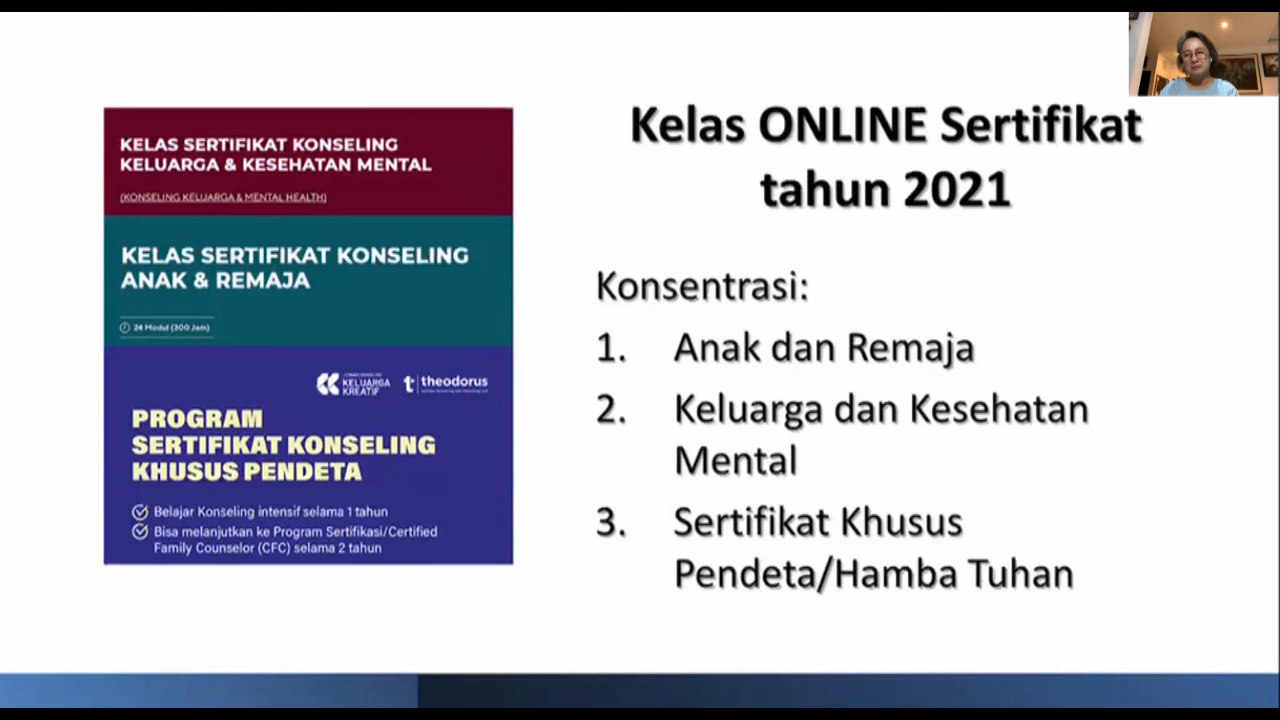 KELAS SERTIFIKAT KONSELING
KELUARGA & KESEHATAN MENTAL
(KONSELING KELUARGA & MENTAL HEALTH)
KELAS SERTIFIKAT KONSELING
ANAK & REMAJA
24 Modul (300 Jam)
KELUARGA
KREATIF
theodorus
PROGRAM
SERTIFIKAT KONSELING
KHUSUS PENDETA
Belajar Konseling intensif selama 1 tahun
Bisa melanjutkan ke Program Sertifikasi/Certified
Family Counselor (CFC) selama 2 tahun
Kelas ONLINE Sertifikat
tahun 2021
Konsentrasi:
1. Anak dan Remaja
2. Keluarga dan Kesehatan
Mental
3. Sertifikat Khusus
Pendeta/Hamba Tuhan